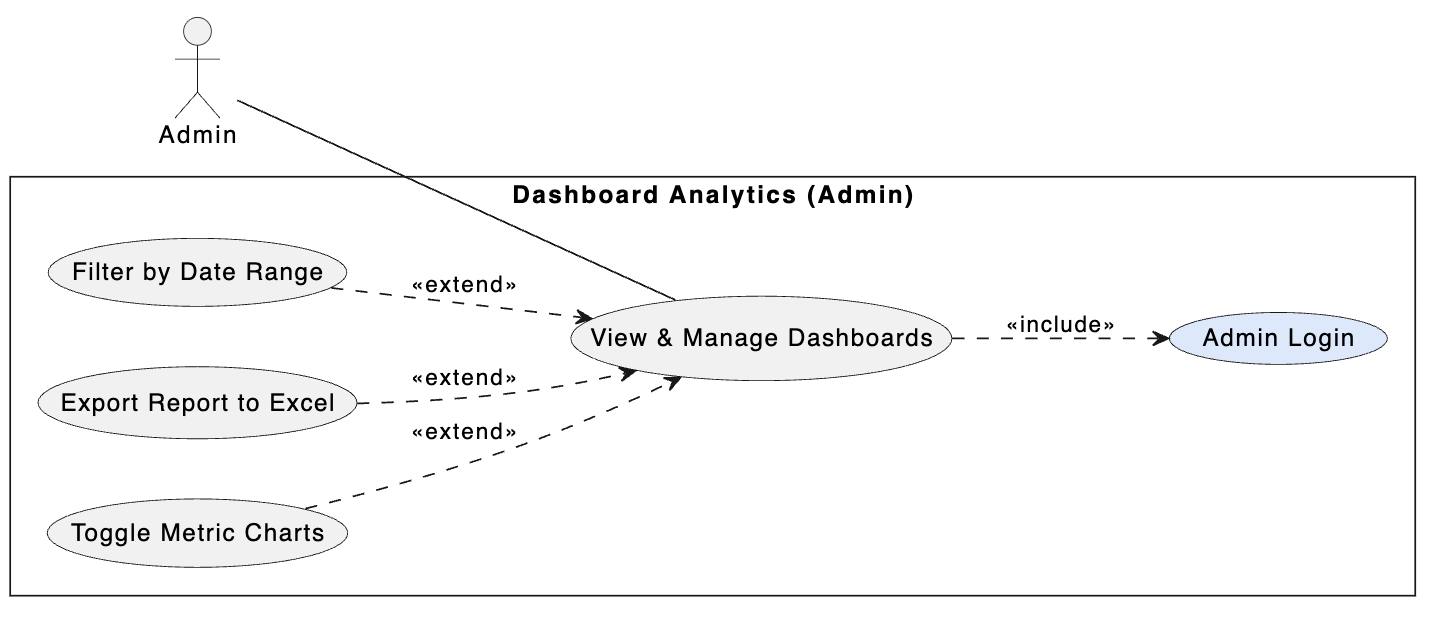 Admin
Dashboard Analytics (Admin)
Filter by Date Range
«extend»
View & Manage Dashboards
«include»
Admin Login
«extend»
Export Report to Excel
«extend»
Toggle Metric Charts